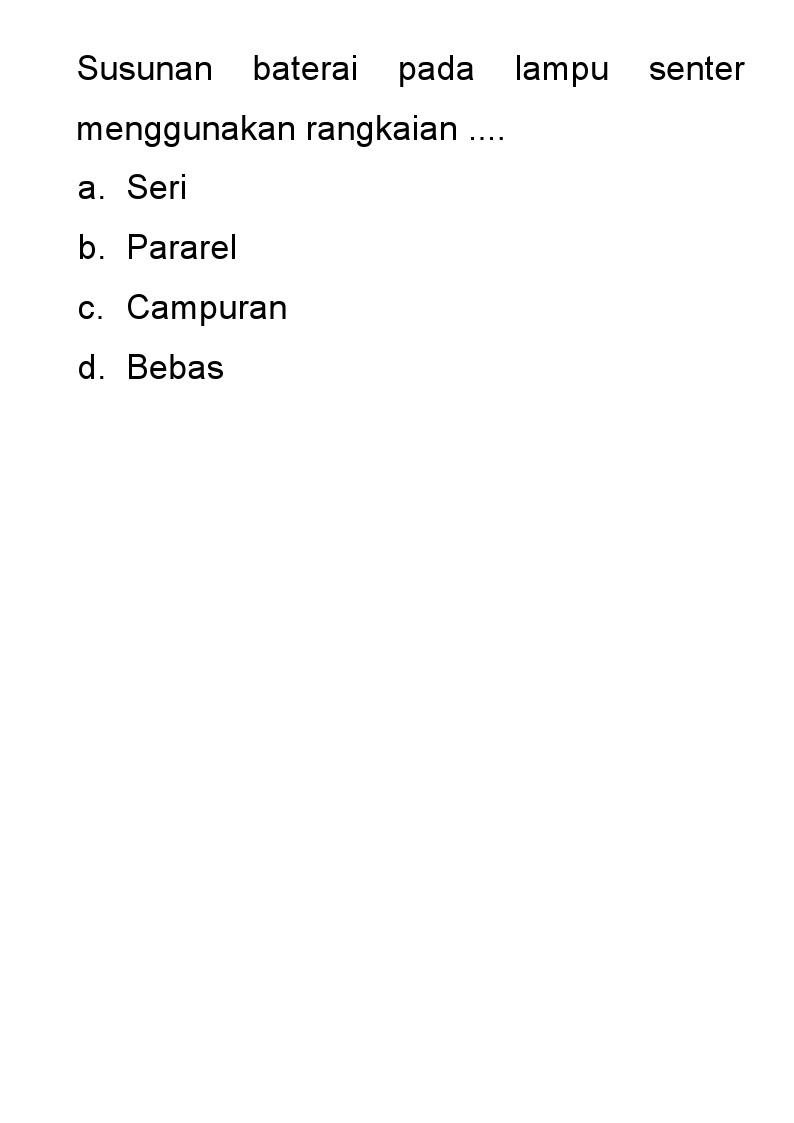 Susunan baterai pada lampu senter
menggunakan rangkaian ....
a. Seri
b. Pararel
c. Campuran
d. Bebas